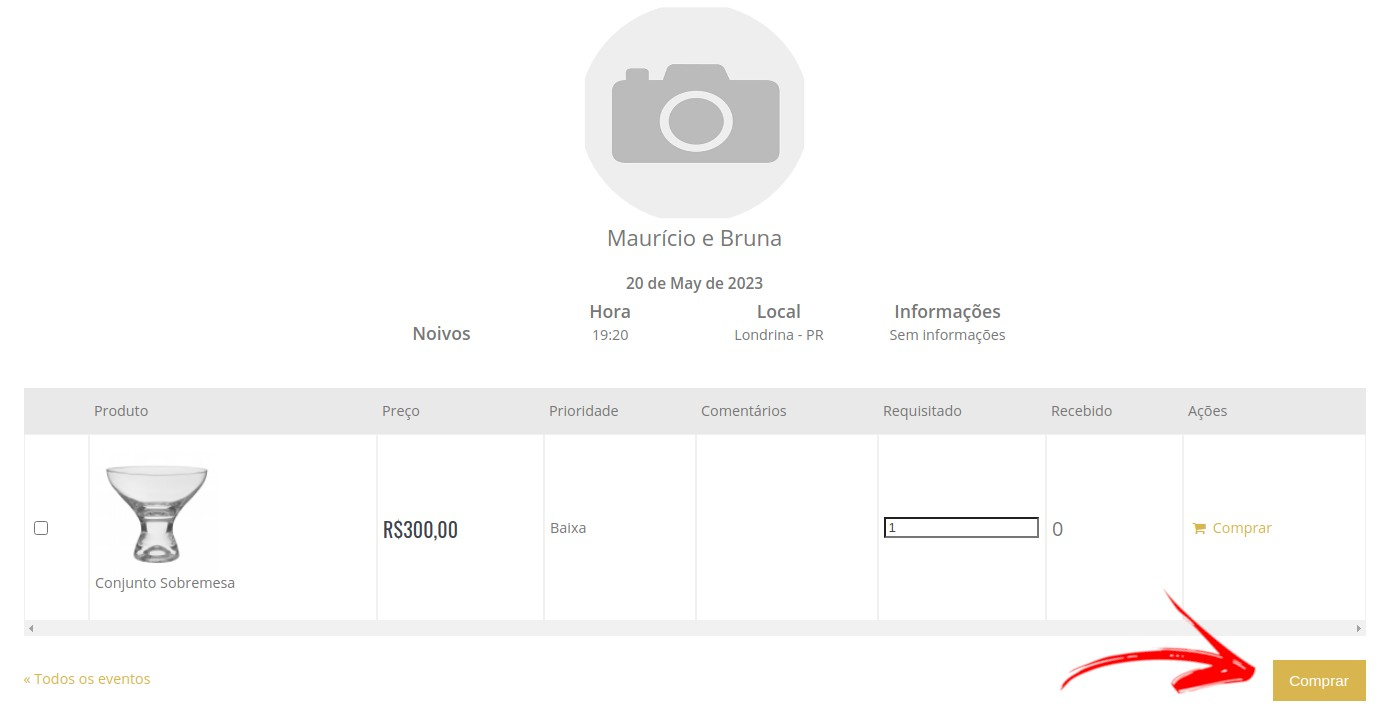 Maurício e Bruna
20 de May de 2023
Noivos
Hora
19:20
Local
Londrina - PR
Informações
Sem informações
Produto Preço Prioridade Comentários Requisitado Recebido Ações
R$300,00 Baixa 1 0 Comprar
Conjunto Sobremesa
« Todos os eventos
Comprar